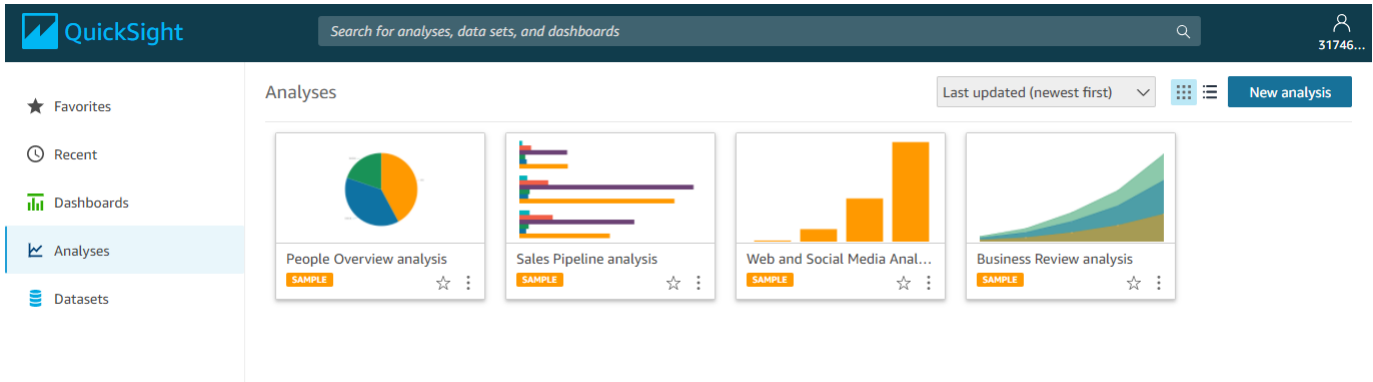 QuickSight
Search for analyses, data sets, and dashboards
31746...
Favorites
Recent
Dashboards
Analyses
Datasets
Analyses
Last updated (newest first)
New analysis
People Overview analysis
SAMPLE
Sales Pipeline analysis
SAMPLE
Web and Social Media Anal...
SAMPLE
Business Review analysis
SAMPLE